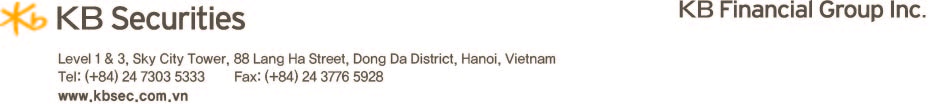 KB Securities
KB Financial Group Inc.
Level 1 & 3, Sky City Tower, 88 Lang Ha Street, Dong Da District, Hanoi, Vietnam
Tel: (+84) 24 7303 5333 Fax: (+84) 24 3776 5928
www.kbsec.com.vn